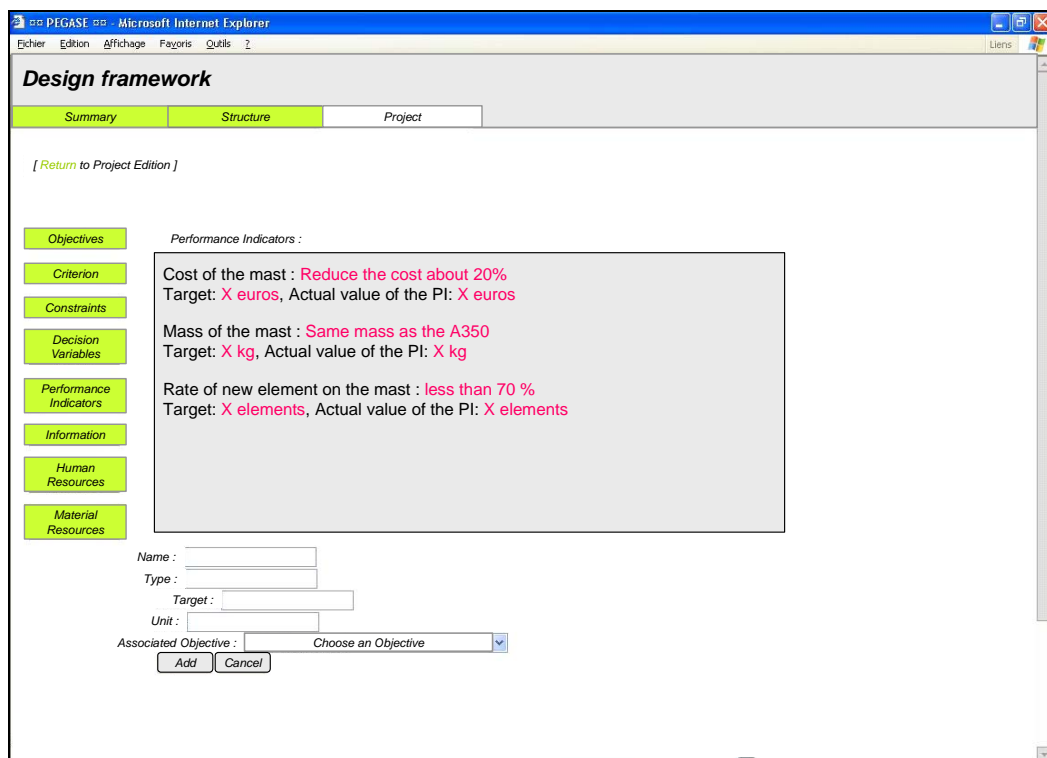 ¤¤ PEGASE ¤¤ - Microsoft Internet Explorer
Fichier Edition Affichage Favoris Outils ?
Liens
Design framework
Summary Structure Project
[ Return to Project Edition ]
Objectives
Performance Indicators :
Criterion
Constraints
Decision
Variables
Performance
Indicators
Information
Human
Resources
Material
Resources
Cost of the mast : Reduce the cost about 20%
Target: X euros, Actual value of the PI: X euros
Mass of the mast : Same mass as the A350
Target: X kg, Actual value of the PI: X kg
Rate of new element on the mast : less than 70 %
Target: X elements, Actual value of the PI: X elements
Name :
Type :
Target :
Unit :
Associated Objective : Choose an Objective
Add Cancel